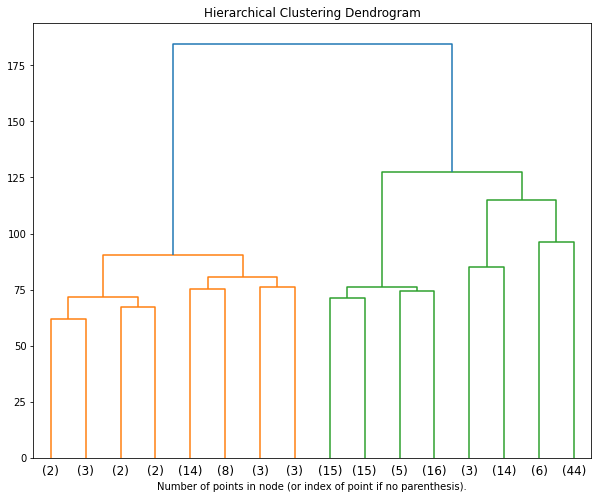 Hierarchical Clustering Dendrogram
175
150
125
100
75
50
25
0
(2) (3) (2) (2) (14) (8) (3) (3) (15) (15) (5) (16) (3) (14) (6) (44)
Number of points in node (or index of point if no parenthesis).